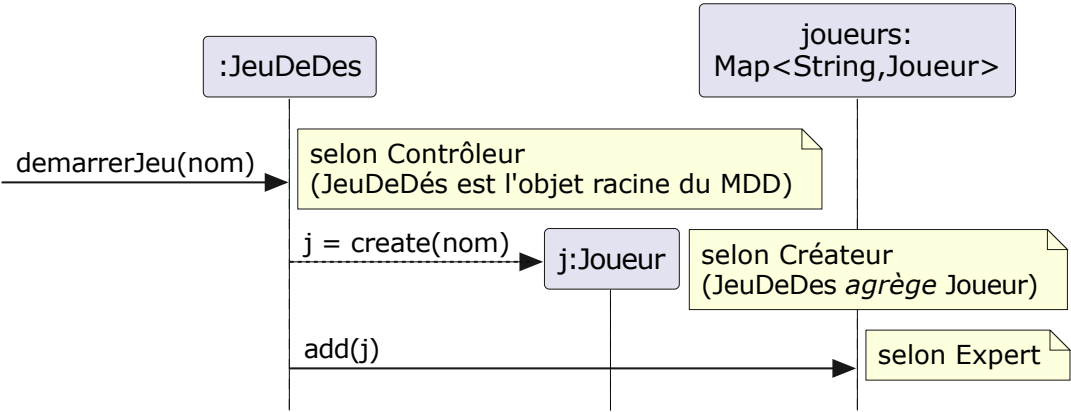 :JeuDeDes
joueurs:
Map<String,Joueur>
demarrerJeu(nom)
selon Contrôleur
(JeuDeDés est l'objet racine du MDD)
j = create(nom)
j:Joueur
selon Créateur
(JeuDeDes agrège Joueur)
add(j)
selon Expert